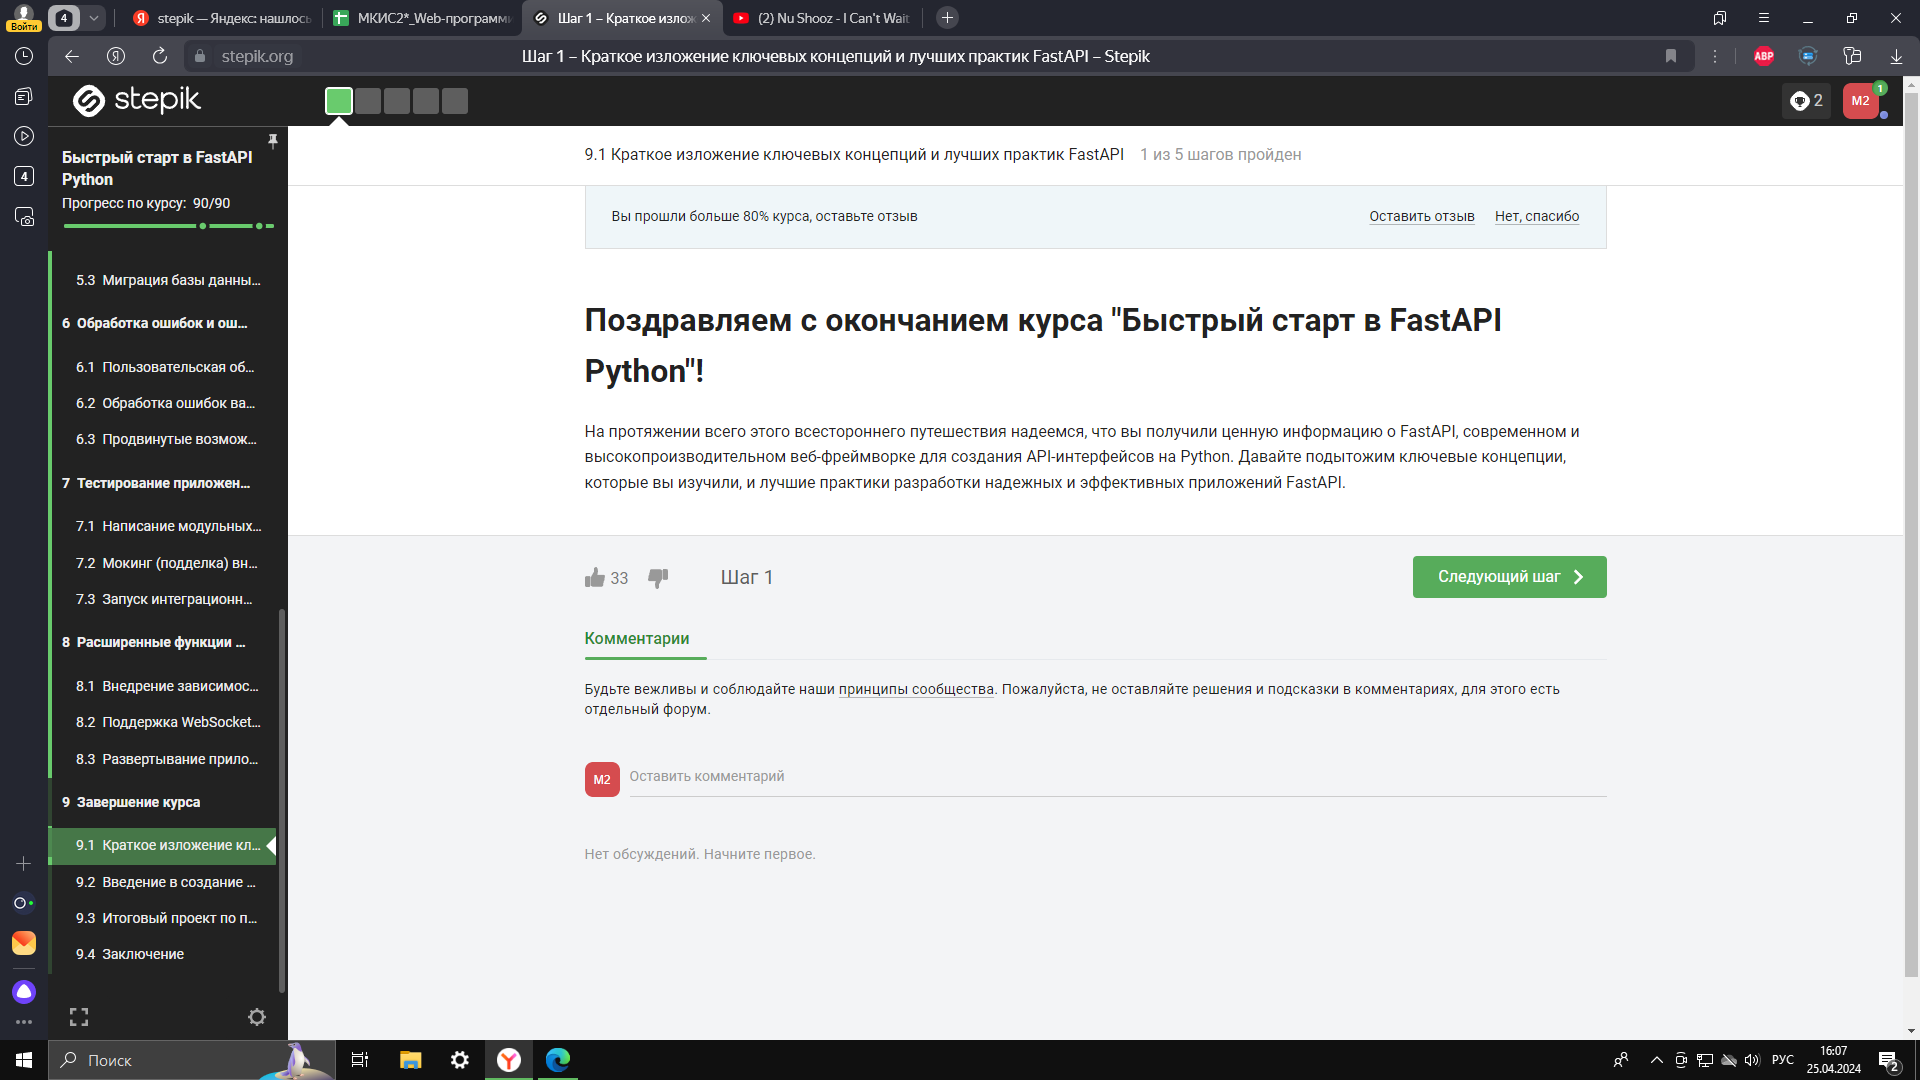 Войти
4
stepik — Яндекс: нашлось
МКИС2*_Web-программи
Шаг 1 – Краткое излож
(2) Nu Shooz - I Can't Wait
stepik.org
Шаг 1 – Краткое изложение ключевых концепций и лучших практик FastAPI – Stepik
ABP
4
stepik
2
M2
1
Быстрый старт в FastAPI
Python
Прогресс по курсу: 90/90
5.3 Миграция базы данны...
6 Обработка ошибок и ош...
6.1 Пользовательская об...
6.2 Обработка ошибок ва...
6.3 Продвинутые возмож...
7 Тестирование приложен...
7.1 Написание модульных...
7.2 Мокинг (подделка) вн...
7.3 Запуск интеграционн...
8 Расширенные функции ...
8.1 Внедрение зависимос...
8.2 Поддержка WebSocket...
8.3 Развертывание прило...
9 Завершение курса
9.1 Краткое изложение кл...
9.2 Введение в создание ...
9.3 Итоговый проект по п...
9.4 Заключение
9.1 Краткое изложение ключевых концепций и лучших практик FastAPI 1 из 5 шагов пройден
Вы прошли больше 80% курса, оставьте отзыв
Оставить отзыв
Нет, спасибо
Поздравляем с окончанием курса "Быстрый старт в FastAPI
Python"!
На протяжении всего этого всестороннего путешествия надеемся, что вы получили ценную информацию о FastAPI, современном и
высокопроизводительном веб-фреймворке для создания API-интерфейсов на Python. Давайте подытожим ключевые концепции,
которые вы изучили, и лучшие практики разработки надежных и эффективных приложений FastAPI.
33
Шаг 1
Следующий шаг
Комментарии
Будьте вежливы и соблюдайте наши принципы сообщества. Пожалуйста, не оставляйте решения и подсказки в комментариях, для этого есть
отдельный форум.
M2
Оставить комментарий
Нет обсуждений. Начните первое.
Поиск
РУС
16:07
25.04.2024
2